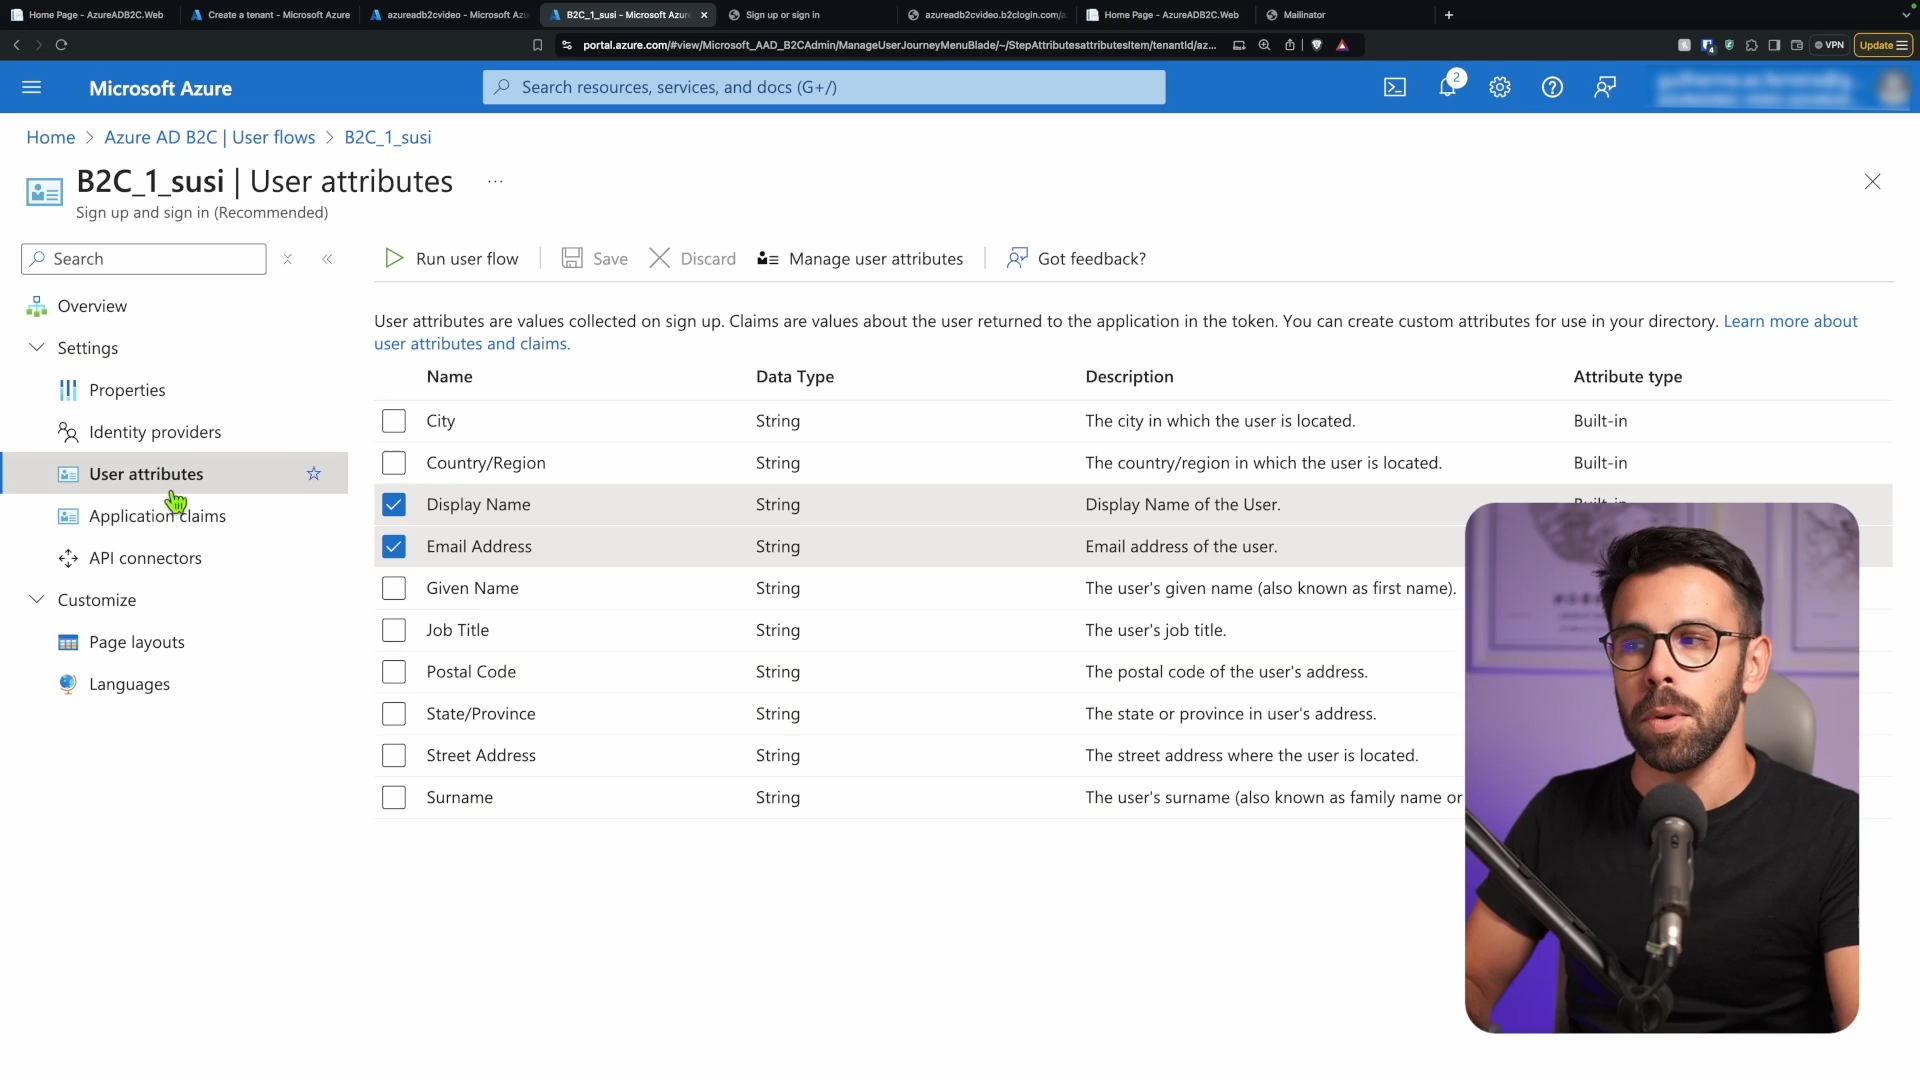 Home Page - AzureADB2C.Web
Create a tenant - Microsoft Azure
azureadb2cvideo - Microsoft Azu
B2C_1_susi - Microsoft Azur
Sign up or sign in
azureadb2cvideo.b2clogin.com/a
Home Page - AzureADB2C.Web
Mailinator
portal.azure.com/#view/Microsoft_AAD_B2CAdmin/ManageUserJourneyMenuBlade/~/StepAttributesattributesItem/tenantId/az...
VPN
Update
Microsoft Azure
Search resources, services, and docs (G+/)
2
Home > Azure AD B2C | User flows > B2C_1_susi
B2C_1_susi | User attributes ...
Sign up and sign in (Recommended)
Search
Run user flow
Save
Discard
Manage user attributes
Got feedback?
Overview
Settings
Properties
Identity providers
User attributes
Application claims
API connectors
Customize
Page layouts
Languages
User attributes are values collected on sign up. Claims are values about the user returned to the application in the token. You can create custom attributes for use in your directory. Learn more about
user attributes and claims.
Name Data Type Description Attribute type
City String The city in which the user is located. Built-in
Country/Region String The country/region in which the user is located. Built-in
Display Name String Display Name of the User. Built-in
Email Address String Email address of the user.
Given Name String The user's given name (also known as first name).
Job Title String The user's job title.
Postal Code String The postal code of the user's address.
State/Province String The state or province in user's address.
Street Address String The street address where the user is located.
Surname String The user's surname (also known as family name or